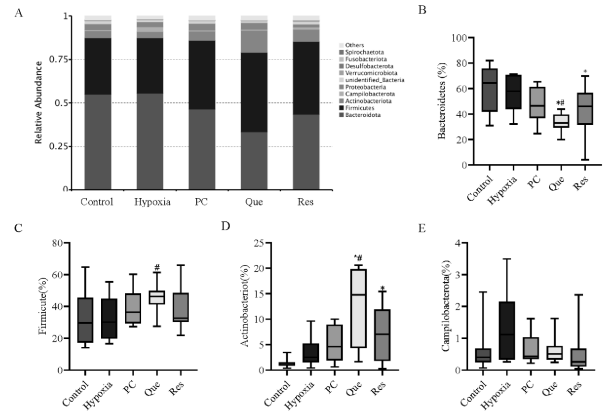 A
Relative Abundance
1
0.75
0.5
0.25
0
Control Hypoxia PC Que Res
Others
Spirochaetota
Fusobacteriota
Desulfobacterota
Verrucomicrobiota
unidentified_Bacteria
Proteobacteria
Campilobacterota
Actinobacteriota
Firmicutes
Bacteroidota
B
Bacteroidetes (%)
100
80
60
40
20
0
*#
*
Control Hypoxia PC Que Res
C
Firmicute(%)
80
60
40
20
0
#
Control Hypoxia PC Que Res
D
Actinobacteriot(%)
25
20
15
10
5
0
*#
*
Control Hypoxia PC Que Res
E
Campilobacterota(%)
4
3
2
1
0
Control Hypoxia PC Que Res